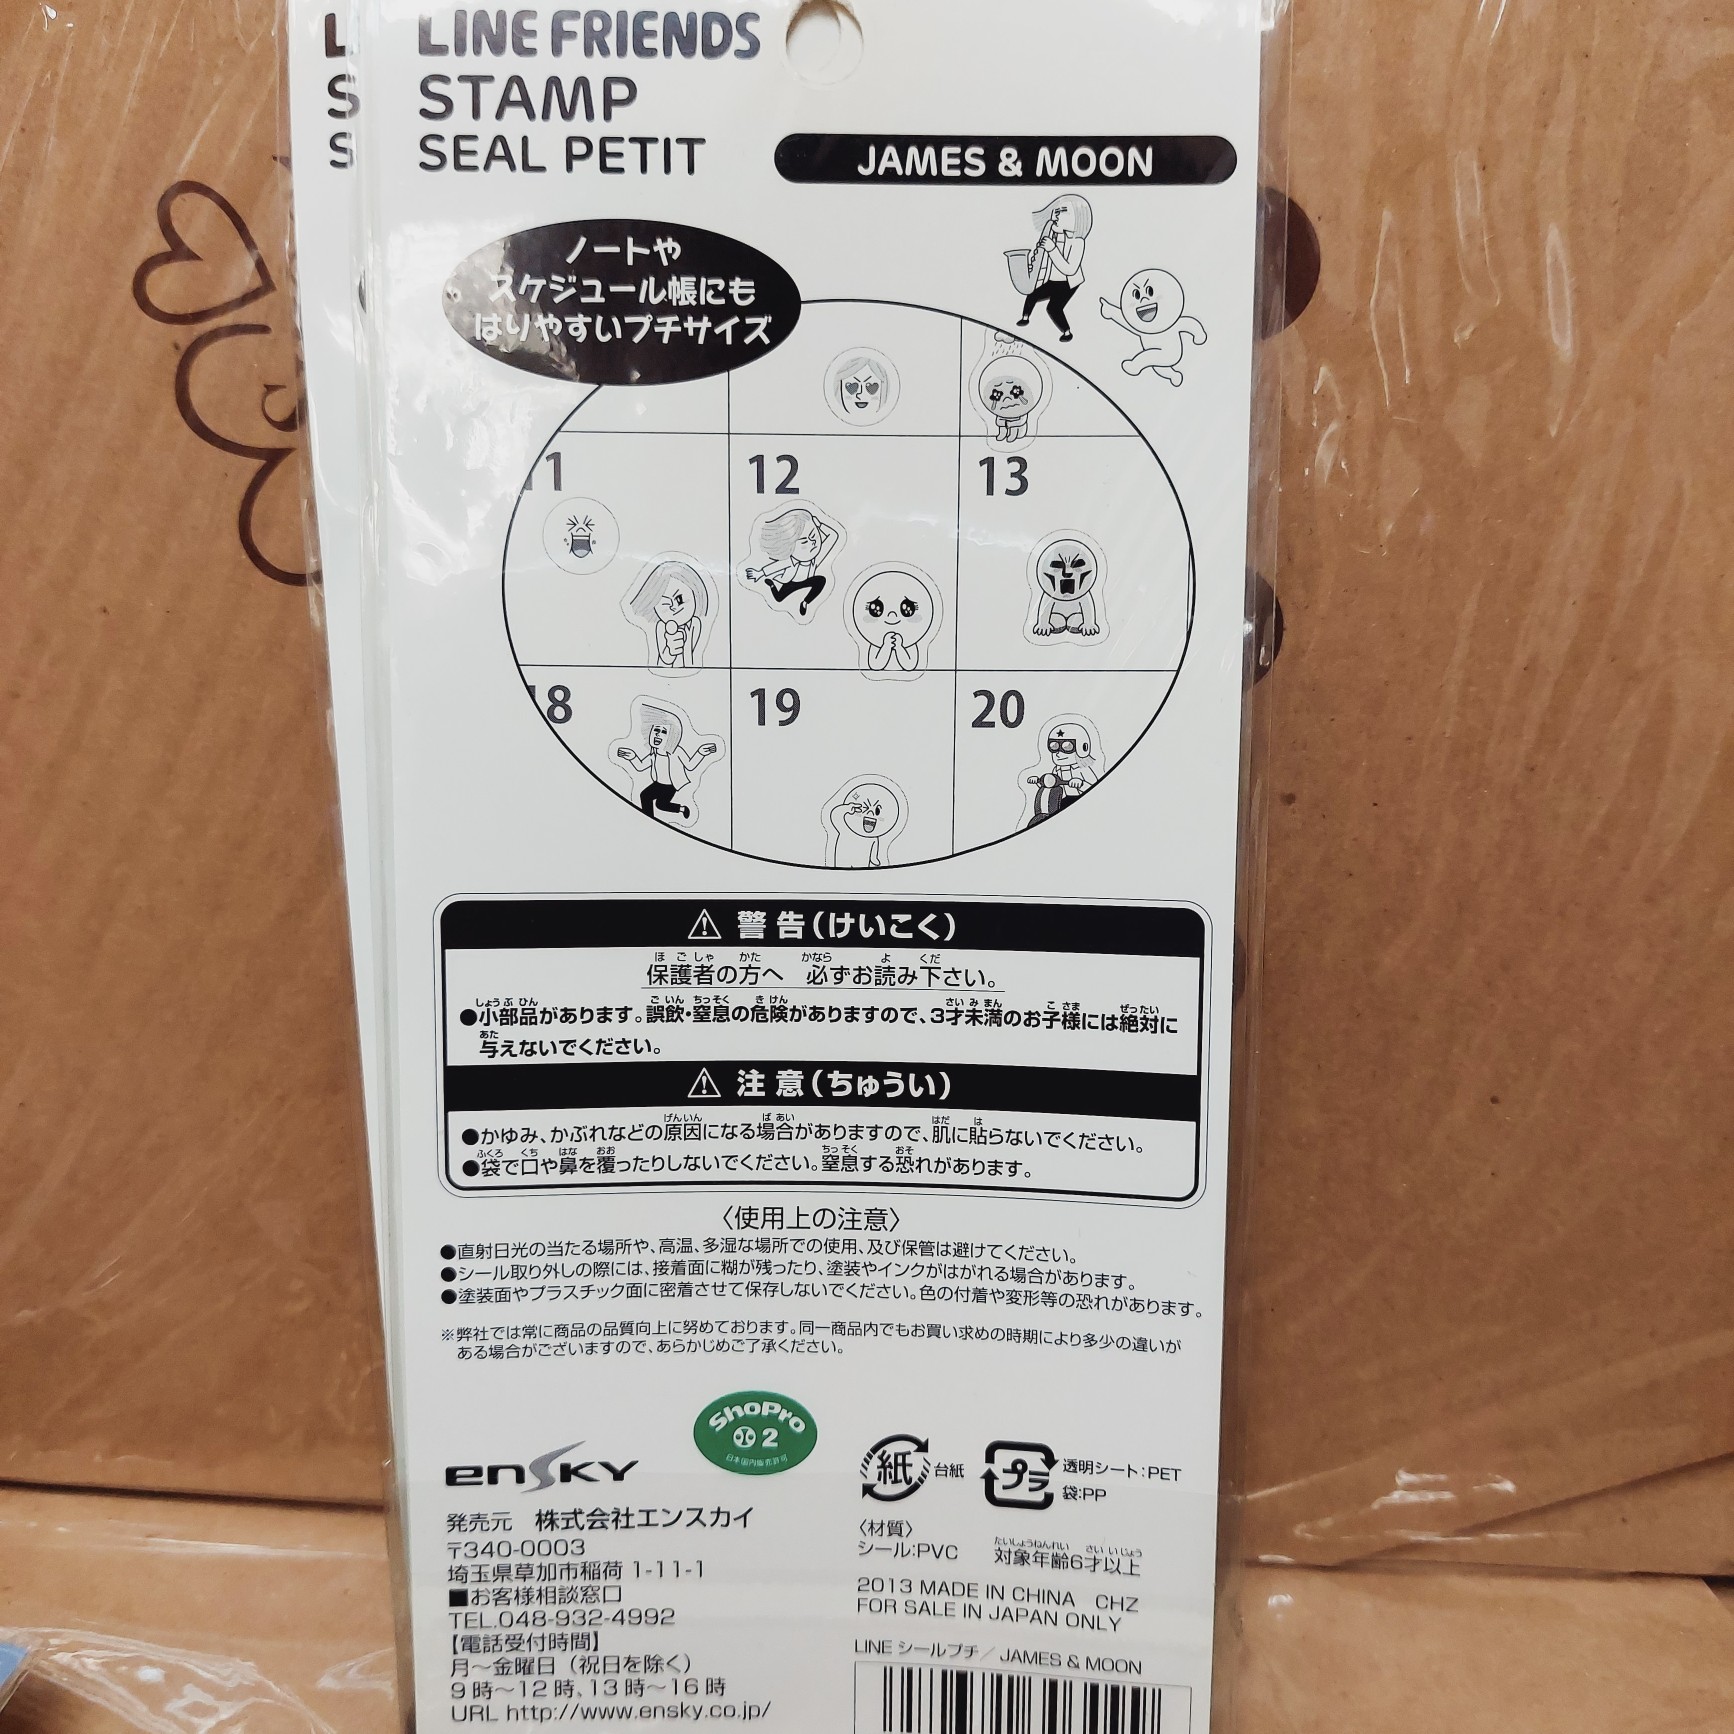 LINE FRIENDS
STAMP
SEAL PETIT
JAMES & MOON
ノートや
スケジュール帳にも
はりやすいプチサイズ
11
12
13
18
19
20
⚠ 警告(けいこく)
保護者の方へ 必ずお読み下さい。
●小部品があります。誤飲・窒息の危険がありますので、3才未満のお子様には絶対に
与えないでください。
⚠ 注意(ちゅうい)
●かゆみ、かぶれなどの原因になる場合がありますので、肌に貼らないでください。
●袋で口や鼻を覆ったりしないでください。窒息する恐れがあります。
〈使用上の注意〉
●直射日光の当たる場所や、高温、多湿な場所での使用、及び保管は避けてください。
●シール取り外しの際には、接着面に糊が残ったり、塗装やインクがはがれる場合があります。
●塗装面やプラスチック面に密着させて保存しないでください。色の付着や変形等の恐れがあります。
※弊社では常に商品の品質向上に努めております。同一商品内でもお買い求めの時期により多少の違いが
ある場合がございますので、あらかじめご了承ください。
ShoPro
2
日本国内販売許可
ensky
発売元 株式会社エンスカイ
〒340-0003
埼玉県草加市稲荷 1-11-1
■お客様相談窓口
TEL.048-932-4992
【電話受付時間】
月～金曜日(祝日を除く)
9時～12時、13時～16時
URL http://www.ensky.co.jp/
紙 台紙
プラ 透明シート:PET
袋:PP
〈材質〉
シール:PVC
対象年齢6才以上
2013 MADE IN CHINA CHZ
FOR SALE IN JAPAN ONLY
LINE シールプチ/JAMES & MOON